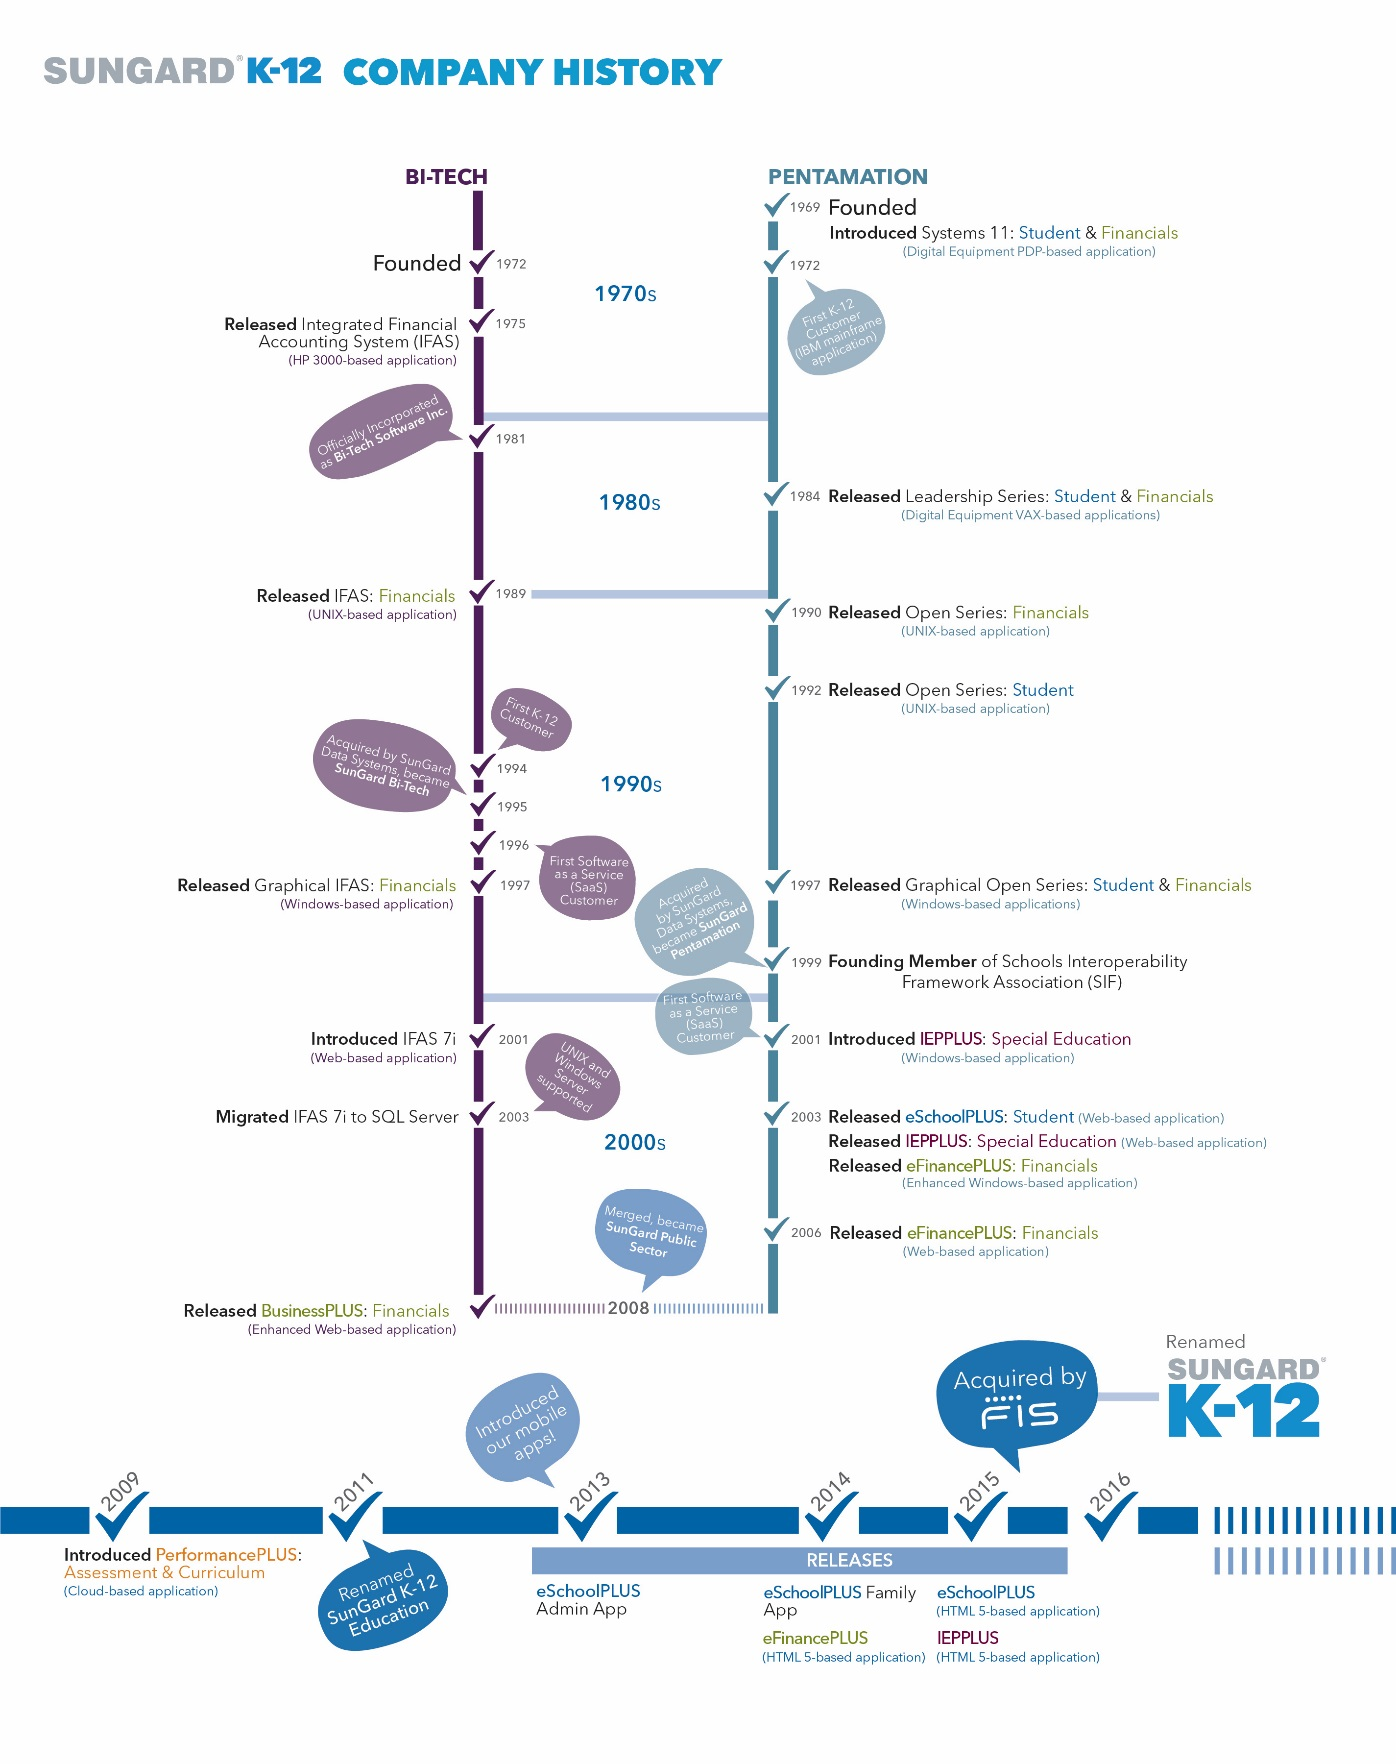 SUNGARD® K-12 COMPANY HISTORY
BI-TECH
PENTAMATION
1969 Founded
Introduced Systems 11: Student & Financials
(Digital Equipment PDP-based application)
Founded 1972
1972
First K-12
Customer
(IBM mainframe
application)
1970s
Released Integrated Financial 1975
Accounting System (IFAS)
(HP 3000-based application)
Officially Incorporated
as Bi-Tech Software Inc.
1981
1980s
1984 Released Leadership Series: Student & Financials
(Digital Equipment VAX-based applications)
Released IFAS: Financials 1989
(UNIX-based application)
1990 Released Open Series: Financials
(UNIX-based application)
1992 Released Open Series: Student
(UNIX-based application)
First K-12
Customer
1994
Acquired by SunGard
Data Systems, became
SunGard Bi-Tech
1995
1990s
1996
First Software
as a Service
(SaaS)
Customer
Released Graphical IFAS: Financials 1997
(Windows-based application)
1997 Released Graphical Open Series: Student & Financials
(Windows-based applications)
Acquired
by SunGard
Data Systems,
became SunGard
Pentamation
1999 Founding Member of Schools Interoperability
Framework Association (SIF)
First Software
as a Service
(SaaS)
Customer
Introduced IFAS 7i 2001
(Web-based application)
2001 Introduced IEPPLUS: Special Education
(Windows-based application)
UNIX and
Windows
Server
supported
Migrated IFAS 7i to SQL Server 2003
2003 Released eSchoolPLUS: Student (Web-based application)
Released IEPPLUS: Special Education (Web-based application)
Released eFinancePLUS: Financials
(Enhanced Windows-based application)
2000s
Merged, became
SunGard Public
Sector
2006 Released eFinancePLUS: Financials
(Web-based application)
Released BusinessPLUS: Financials
(Enhanced Web-based application)
2008
Introduced
our mobile
apps!
Acquired by
FIS
Renamed
SUNGARD®
K-12
2009
2011
2013
2014
2015
2016
Introduced PerformancePLUS:
Assessment & Curriculum
(Cloud-based application)
Renamed
SunGard K-12
Education
RELEASES
eSchoolPLUS
Admin App
eSchoolPLUS Family
App
eFinancePLUS
(HTML 5-based application)
eSchoolPLUS
(HTML 5-based application)
IEPPLUS
(HTML 5-based application)